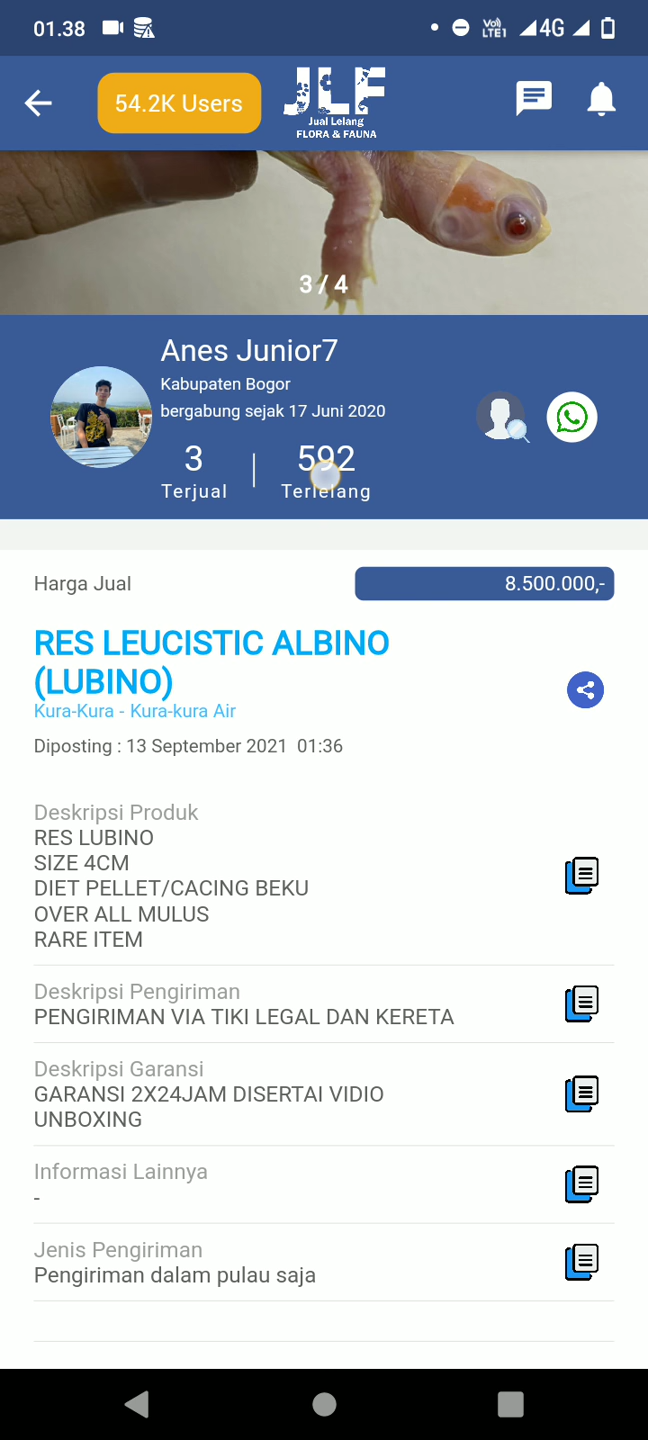 01.38
Vo))
LTE1
4G
54.2K Users
JLF
Jual Lelang
FLORA & FAUNA
3 / 4
Anes Junior7
Kabupaten Bogor
bergabung sejak 17 Juni 2020
3
592
Terjual
Terlelang
Harga Jual
8.500.000,-
RES LEUCISTIC ALBINO
(LUBINO)
Kura-Kura - Kura-kura Air
Diposting : 13 September 2021  01:36
Deskripsi Produk
RES LUBINO
SIZE 4CM
DIET PELLET/CACING BEKU
OVER ALL MULUS
RARE ITEM
Deskripsi Pengiriman
PENGIRIMAN VIA TIKI LEGAL DAN KERETA
Deskripsi Garansi
GARANSI 2X24JAM DISERTAI VIDIO
UNBOXING
Informasi Lainnya
-
Jenis Pengiriman
Pengiriman dalam pulau saja